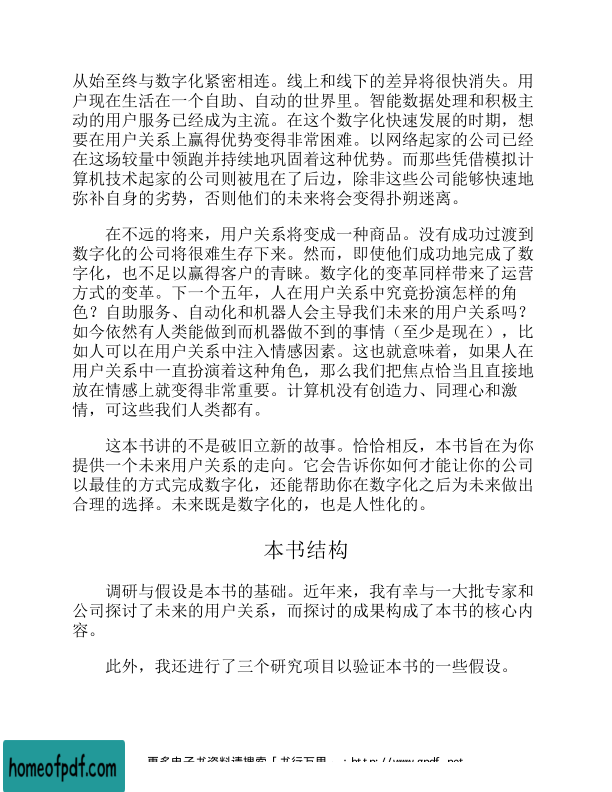 从始至终与数字化紧密相连。线上和线下的差异将很快消失。用
户现在生活在一个自助、自动的世界里。智能数据处理和积极主
动的用户服务已经成为主流。在这个数字化快速发展的时期，想
要在用户关系上赢得优势变得非常困难。以网络起家的公司已经
在这场较量中领跑并持续地巩固着这种优势。而那些凭借模拟计
算机技术起家的公司则被甩在了后边，除非这些公司能够快速地
弥补自身的劣势，否则他们的未来将会变得扑朔迷离。
在不远的将来，用户关系将变成一种商品。没有成功过渡到
数字化的公司将很难生存下来。然而，即使他们成功地完成了数
字化，也不足以赢得客户的青睐。数字化的变革同样带来了运营
方式的变革。下一个五年，人在用户关系中究竟扮演怎样的角
色？自助服务、自动化和机器人会主导我们未来的用户关系吗？
如今依然有人类能做到而机器做不到的事情（至少是现在），比
如人可以在用户关系中注入情感因素。这也就意味着，如果人在
用户关系中一直扮演着这种角色，那么我们把焦点恰当且直接地
放在情感上就变得非常重要。计算机没有创造力、同理心和激
情，可这些我们人类都有。
这本书讲的不是破旧立新的故事。恰恰相反，本书旨在为你
提供一个未来用户关系的走向。它会告诉你如何才能让你的公司
以最佳的方式完成数字化，还能帮助你在数字化之后为未来做出
合理的选择。未来既是数字化的，也是人性化的。
本书结构
调研与假设是本书的基础。近年来，我有幸与一大批专家和
公司探讨了未来的用户关系，而探讨的成果构成了本书的核心内
容。
此外，我还进行了三个研究项目以验证本书的一些假设。
更多电子书资料请搜索「书行万里
homeofpdf.com